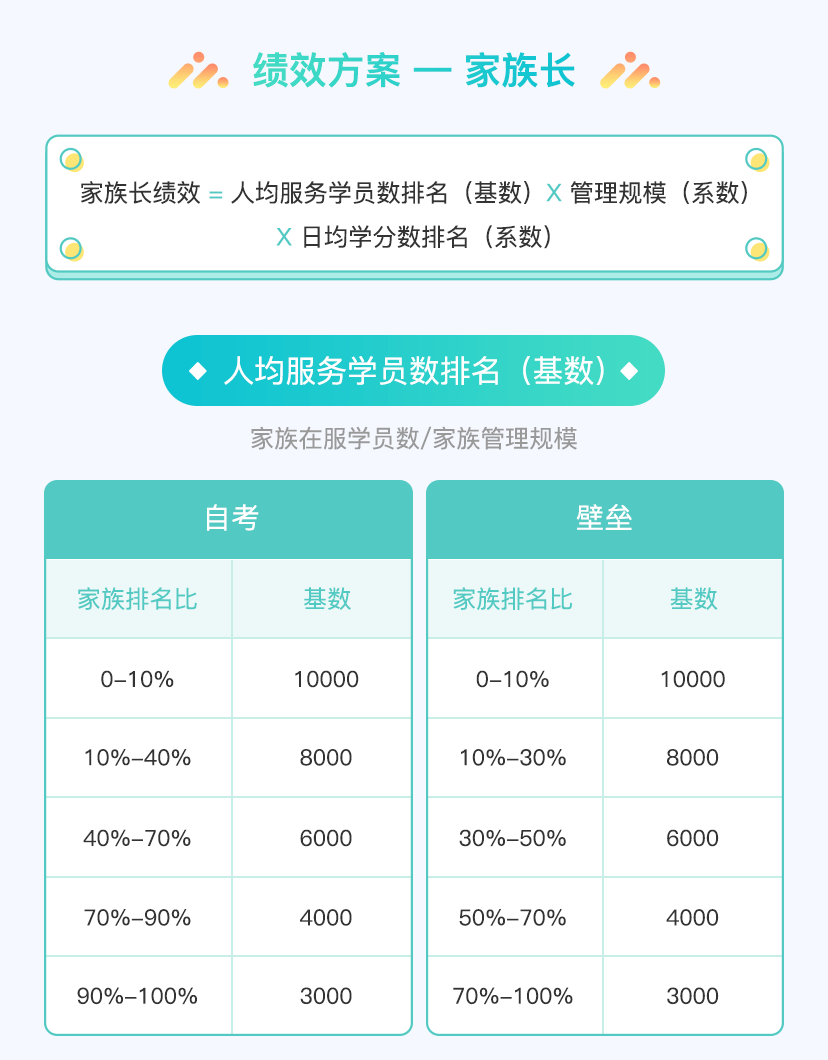 绩效方案 — 家族长
家族长绩效 = 人均服务学员数排名（基数）X 管理规模（系数）
X 日均学分数排名（系数）
人均服务学员数排名（基数）
家族在服学员数/家族管理规模
自考
家族排名比 基数
0–10% 10000
10%–40% 8000
40%–70% 6000
70%–90% 4000
90%–100% 3000
壁垒
家族排名比 基数
0–10% 10000
10%–30% 8000
30%–50% 6000
50%–70% 4000
70%–100% 3000